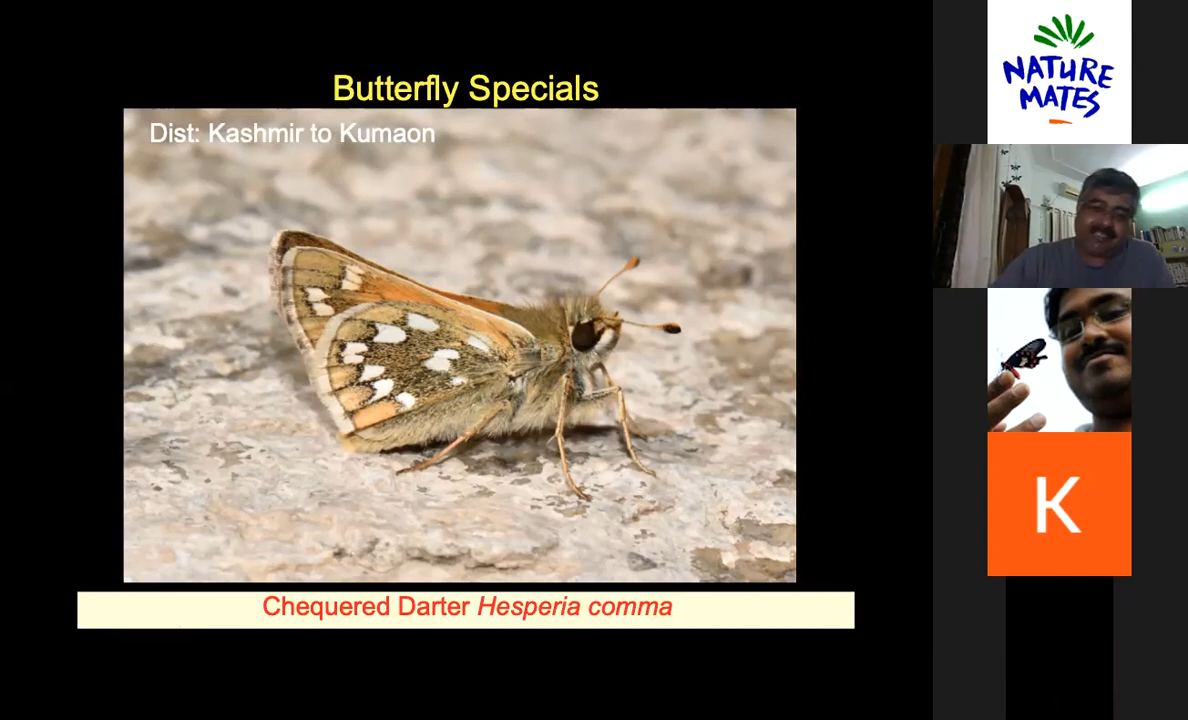 Butterfly Specials
Dist: Kashmir to Kumaon
Chequered Darter Hesperia comma
NATURE
MATES
K